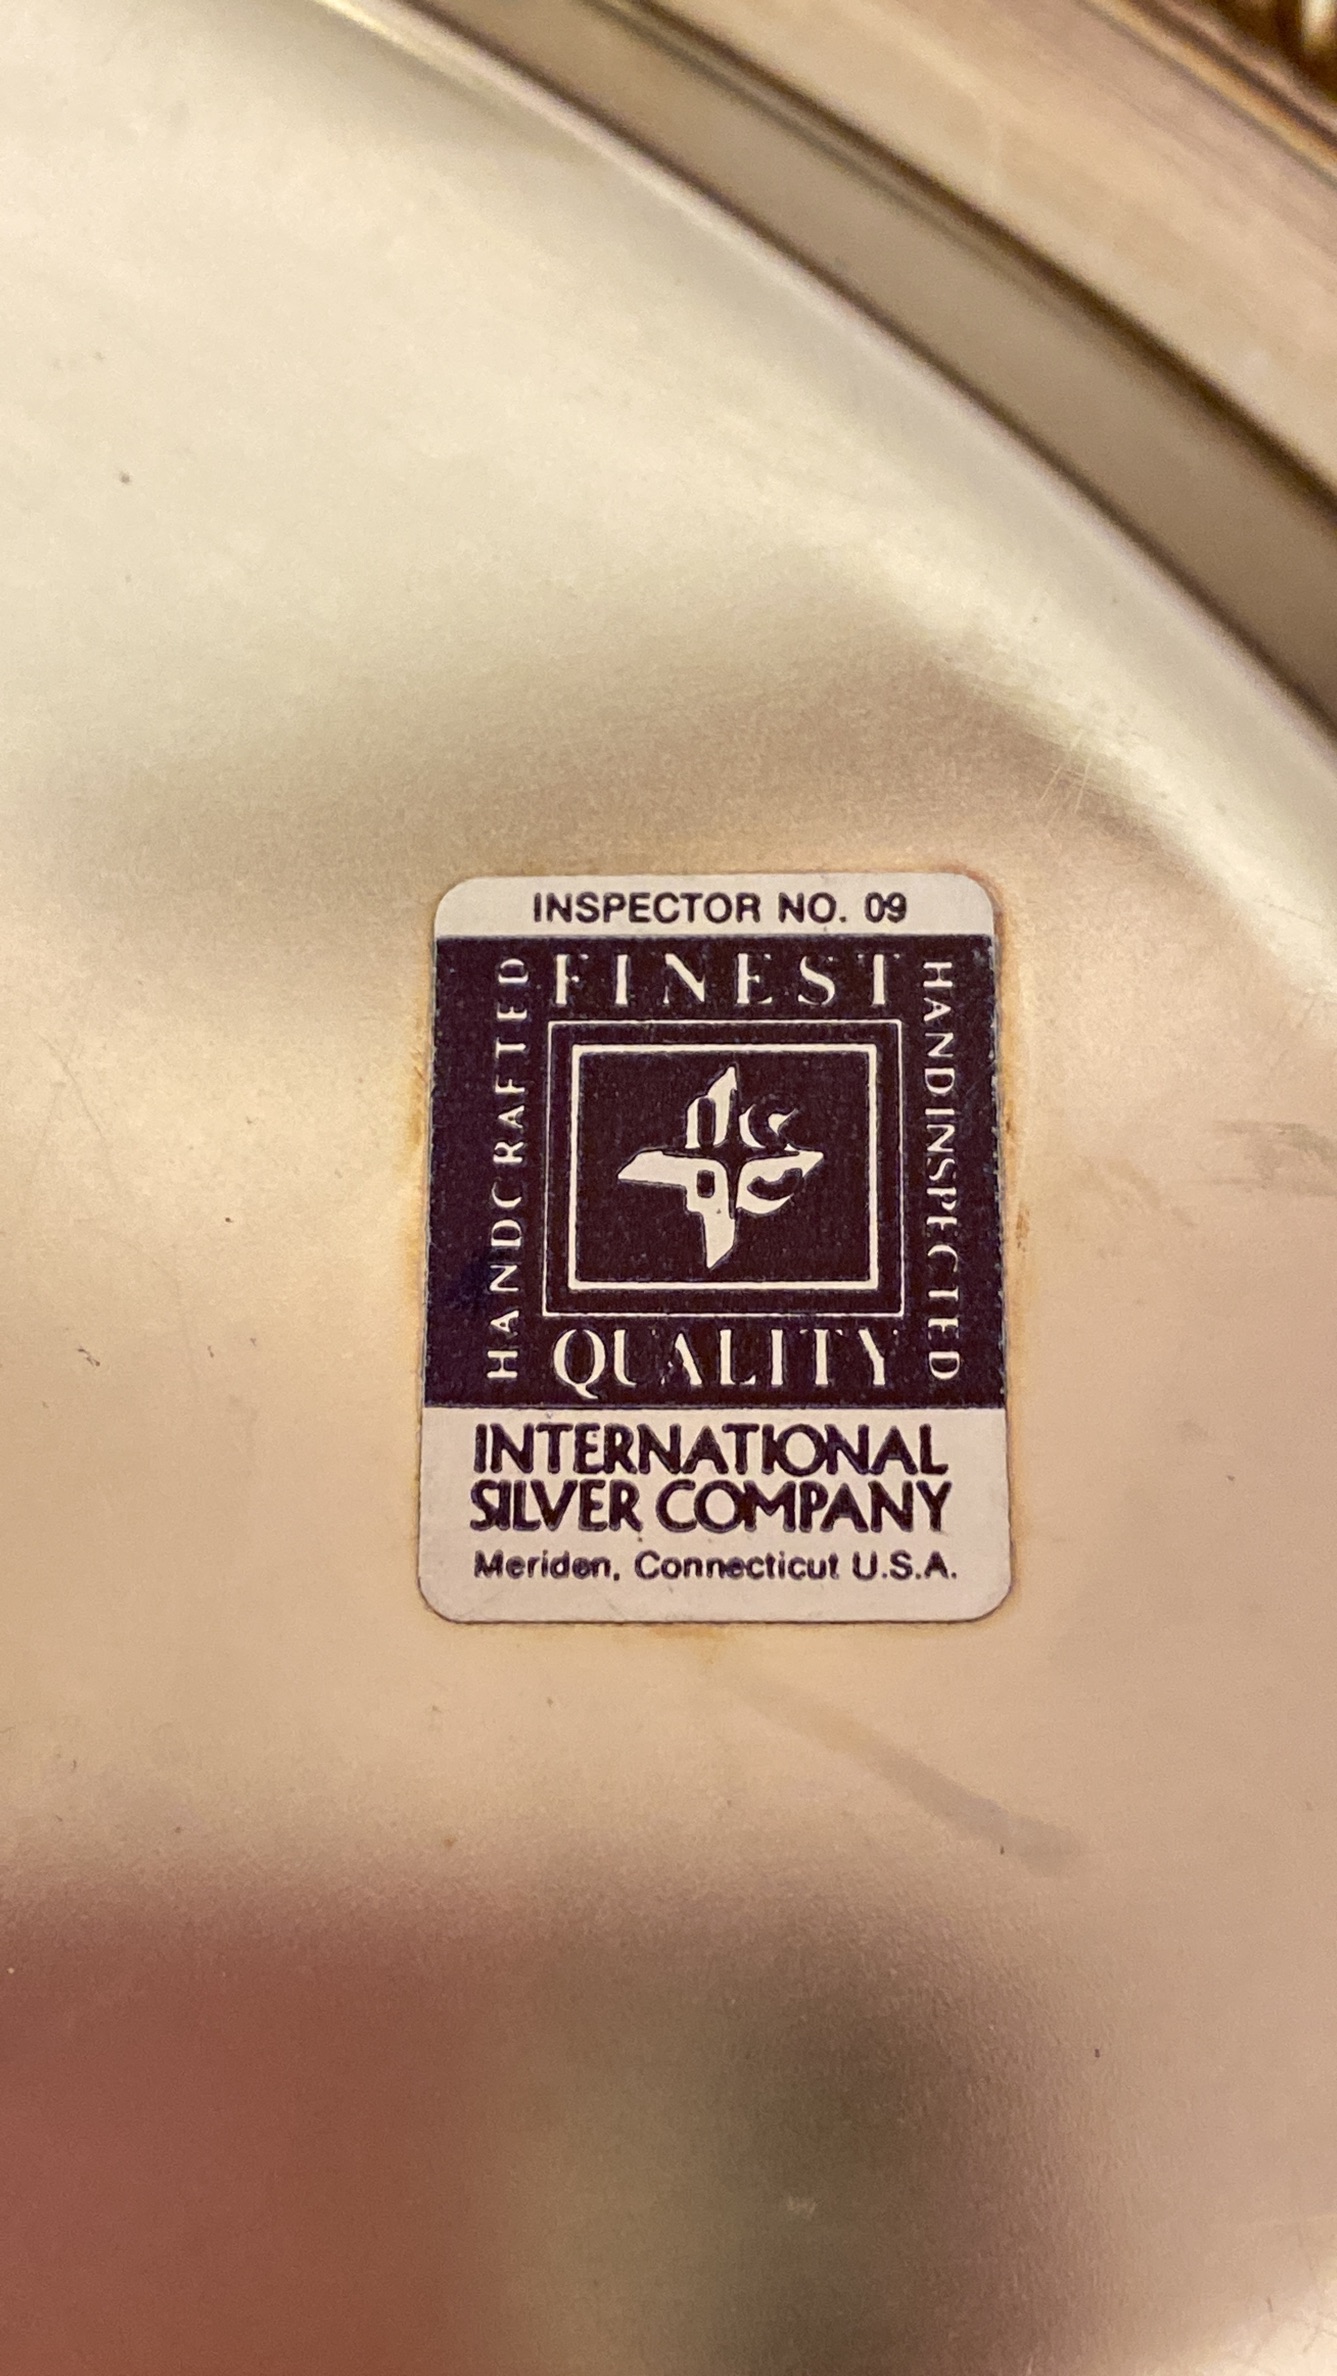 INSPECTOR NO. 09
FINEST
HANDCRAFTED
HANDINSPECTED
QUALITY
INTERNATIONAL
SILVER COMPANY
Meriden, Connecticut U.S.A.